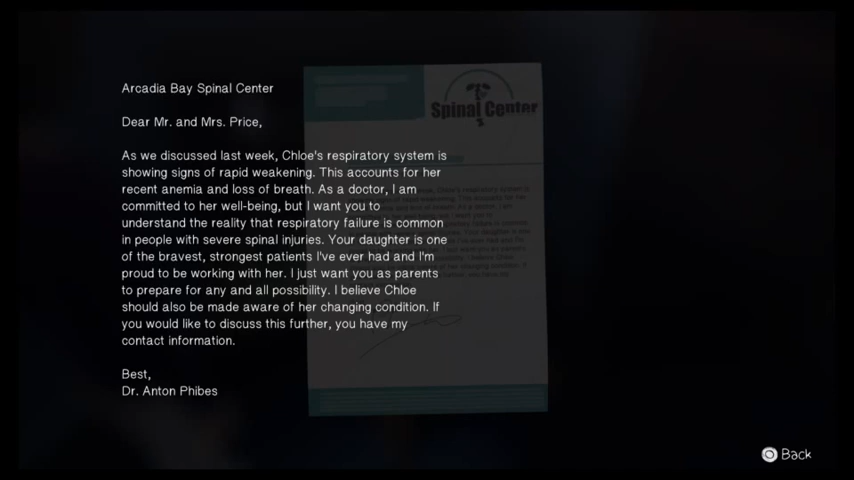 Arcadia Bay Spinal Center
Dear Mr. and Mrs. Price,
As we discussed last week, Chloe's respiratory system is
showing signs of rapid weakening. This accounts for her
recent anemia and loss of breath. As a doctor, I am
committed to her well-being, but I want you to
understand the reality that respiratory failure is common
in people with severe spinal injuries. Your daughter is one
of the bravest, strongest patients I've ever had and I'm
proud to be working with her. I just want you as parents
to prepare for any and all possibility. I believe Chloe
should also be made aware of her changing condition. If
you would like to discuss this further, you have my
contact information.
Best,
Dr. Anton Phibes
Spinal Center
Back